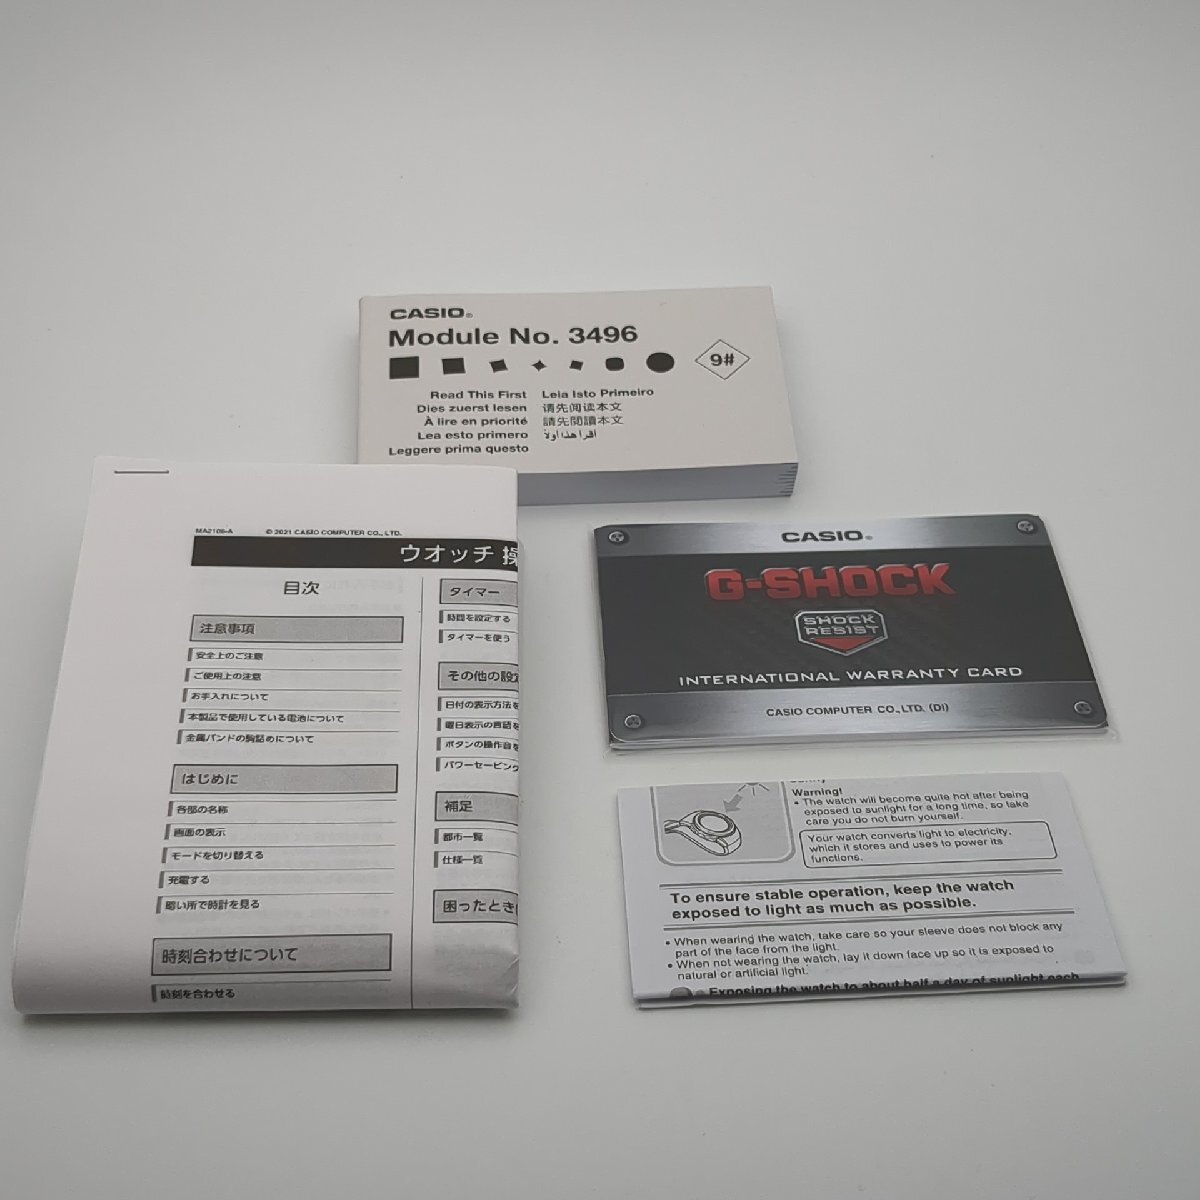 CASIO®
Module No. 3496
9#
Read This First
Dies zuerst lesen
À lire en priorité
Lea esto primero
Leggere prima questo
Leia Isto Primeiro
请先阅读本文
請先閱讀本文
اقرأ هذا أولاً
MA2106-A © 2021 CASIO COMPUTER CO., LTD.
ウオッチ 操
目次
注意事項
安全上のご注意
ご使用上の注意
お手入れについて
本製品で使用している電池について
金属バンドの駒詰めについて
はじめに
各部の名称
画面の表示
モードを切り替える
充電する
暗い所で時計を見る
時刻合わせについて
時刻を合わせる
タイマー
時間を設定する
タイマーを使う
その他の設定
日付の表示方法を
曜日表示の言語を
ボタンの操作音を
パワーセービング
補足
都市一覧
仕様一覧
困ったとき
CASIO®
G-SHOCK
SHOCK
RESIST
INTERNATIONAL WARRANTY CARD
CASIO COMPUTER CO., LTD. (DI)
Warning!
• The watch will become quite hot after being
exposed to sunlight for a long time, so take
care you do not burn yourself.
Your watch converts light to electricity,
which it stores and uses to power its
functions.
To ensure stable operation, keep the watch
exposed to light as much as possible.
• When wearing the watch, take care so your sleeve does not block any
part of the face from the light.
• When not wearing the watch, lay it down face up so it is exposed to
natural or artificial light.
Exposing the watch to about half a day of sunlight each